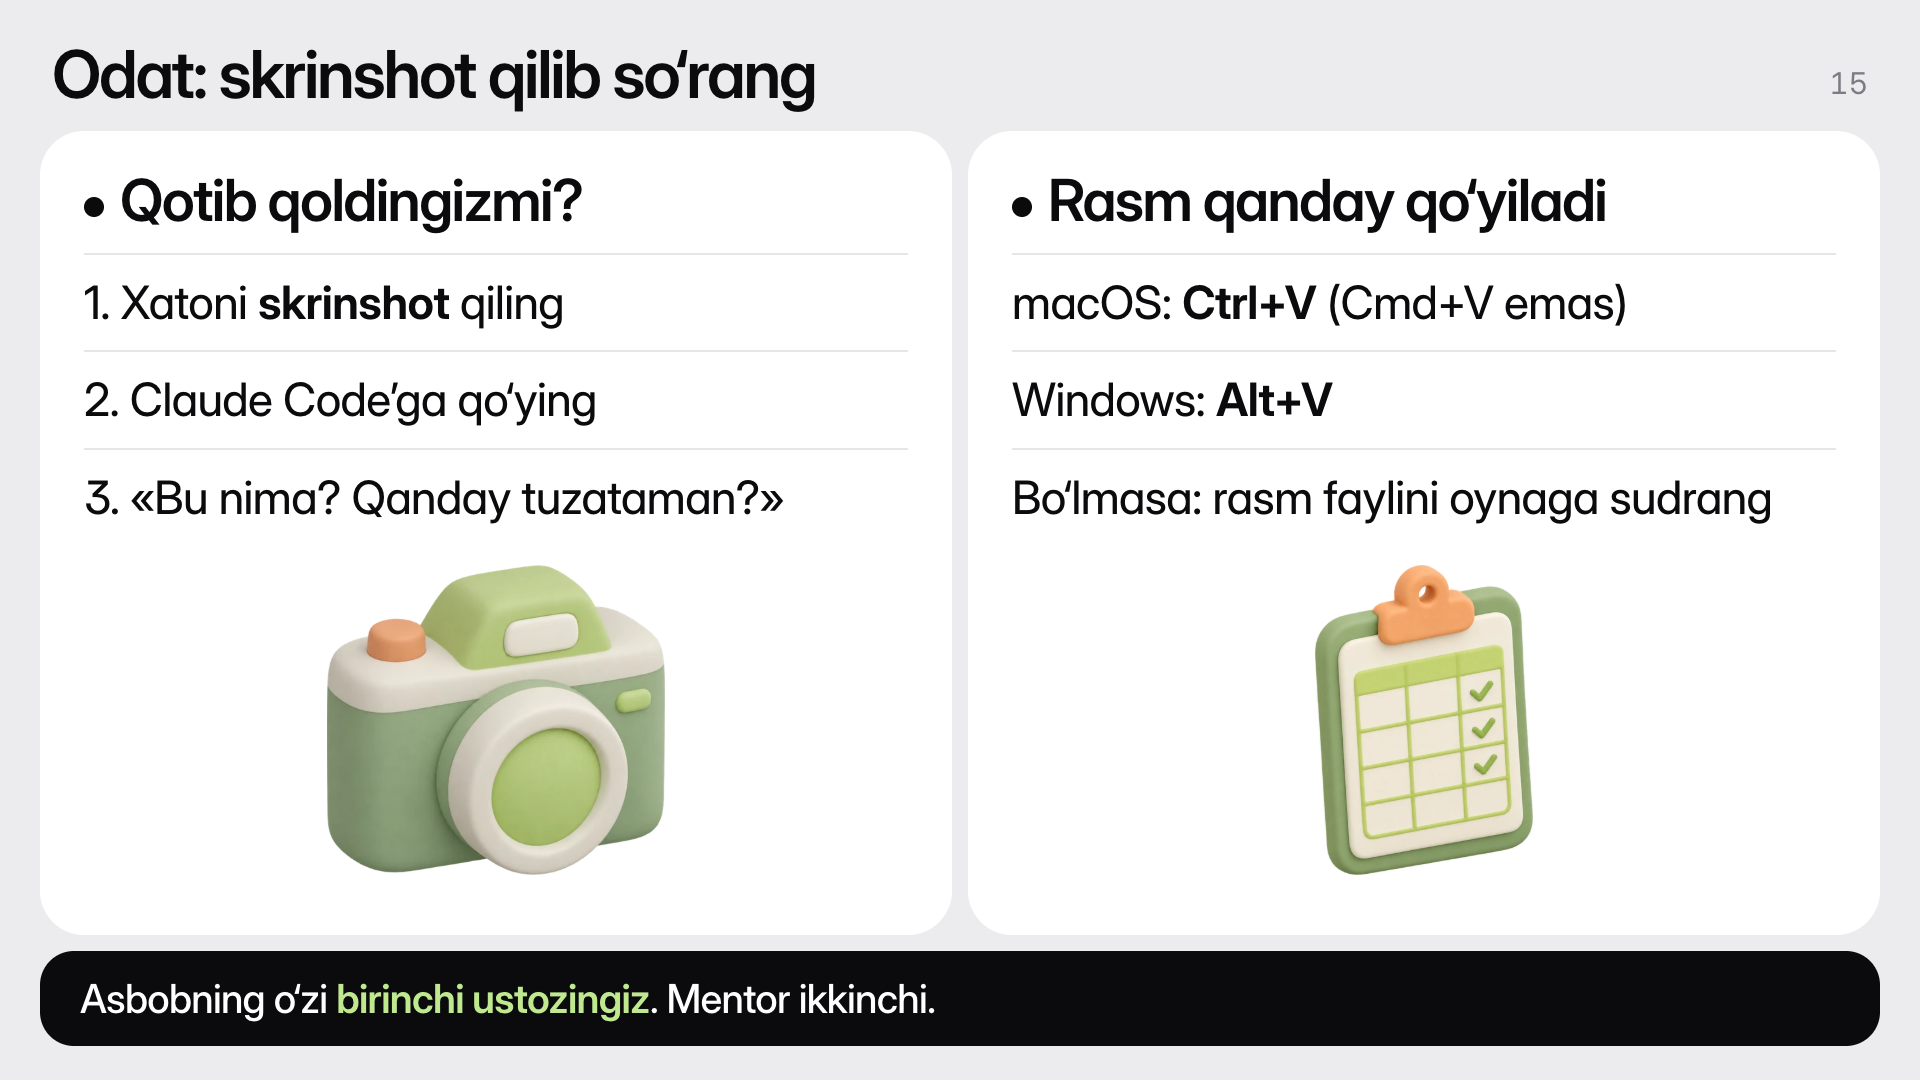 Odat: skrinshot qilib so‘rang
15
• Qotib qoldingizmi?
1. Xatoni skrinshot qiling
2. Claude Code’ga qo‘ying
3. «Bu nima? Qanday tuzataman?»
• Rasm qanday qo‘yiladi
macOS: Ctrl+V (Cmd+V emas)
Windows: Alt+V
Bo‘lmasa: rasm faylini oynaga sudrang
Asbobning o‘zi birinchi ustozingiz. Mentor ikkinchi.